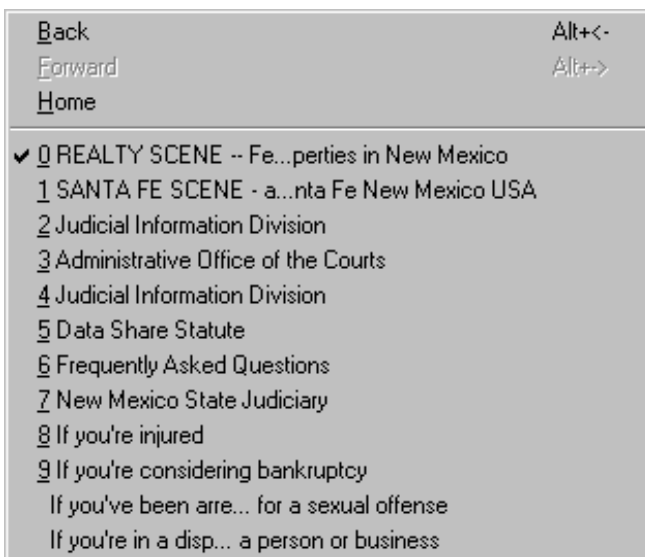 Back Alt+<-
Forward Alt+->
Home
0 REALTY SCENE -- Fe...perties in New Mexico
1 SANTA FE SCENE - a...nta Fe New Mexico USA
2 Judicial Information Division
3 Administrative Office of the Courts
4 Judicial Information Division
5 Data Share Statute
6 Frequently Asked Questions
7 New Mexico State Judiciary
8 If you're injured
9 If you're considering bankruptcy
If you've been arre... for a sexual offense
If you're in a disp... a person or business